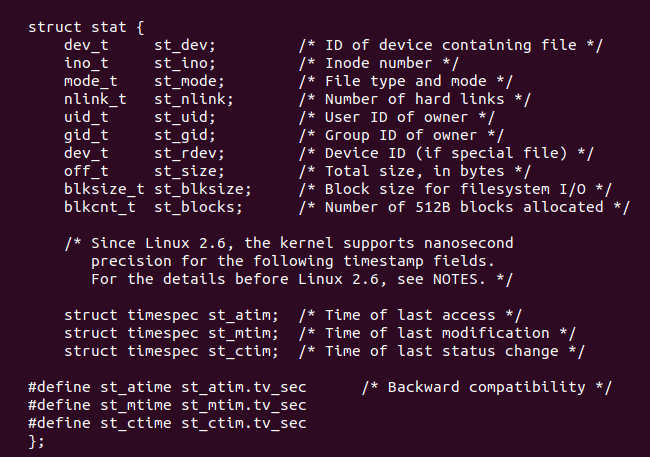 struct stat {
    dev_t     st_dev;         /* ID of device containing file */
    ino_t     st_ino;         /* Inode number */
    mode_t    st_mode;        /* File type and mode */
    nlink_t   st_nlink;       /* Number of hard links */
    uid_t     st_uid;         /* User ID of owner */
    gid_t     st_gid;         /* Group ID of owner */
    dev_t     st_rdev;        /* Device ID (if special file) */
    off_t     st_size;        /* Total size, in bytes */
    blksize_t st_blksize;     /* Block size for filesystem I/O */
    blkcnt_t  st_blocks;      /* Number of 512B blocks allocated */

    /* Since Linux 2.6, the kernel supports nanosecond
       precision for the following timestamp fields.
       For the details before Linux 2.6, see NOTES. */

    struct timespec st_atim;  /* Time of last access */
    struct timespec st_mtim;  /* Time of last modification */
    struct timespec st_ctim;  /* Time of last status change */

#define st_atime st_atim.tv_sec      /* Backward compatibility */
#define st_mtime st_mtim.tv_sec
#define st_ctime st_ctim.tv_sec
};